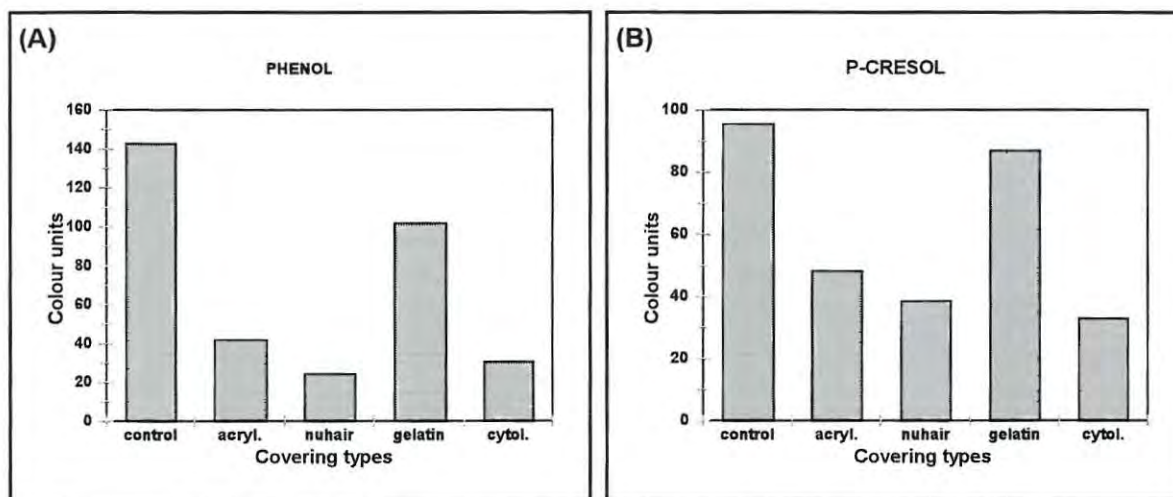 (A)
PHENOL
160
140
120
100
80
60
40
20
0
Colour units
control acryl. nuhair gelatin cytol.
Covering types
(B)
P-CRESOL
100
80
60
40
20
0
Colour units
control acryl. nuhair gelatin cytol.
Covering types